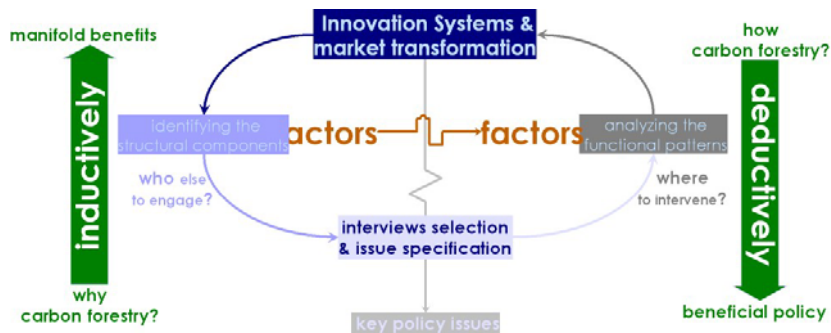 Innovation Systems &
market transformation
manifold benefits
inductively
why
carbon forestry?
identifying the
structural components
actors
factors
analyzing the
functional patterns
who else
to engage?
where
to intervene?
interviews selection
& issue specification
key policy issues
how
carbon forestry?
deductively
beneficial policy